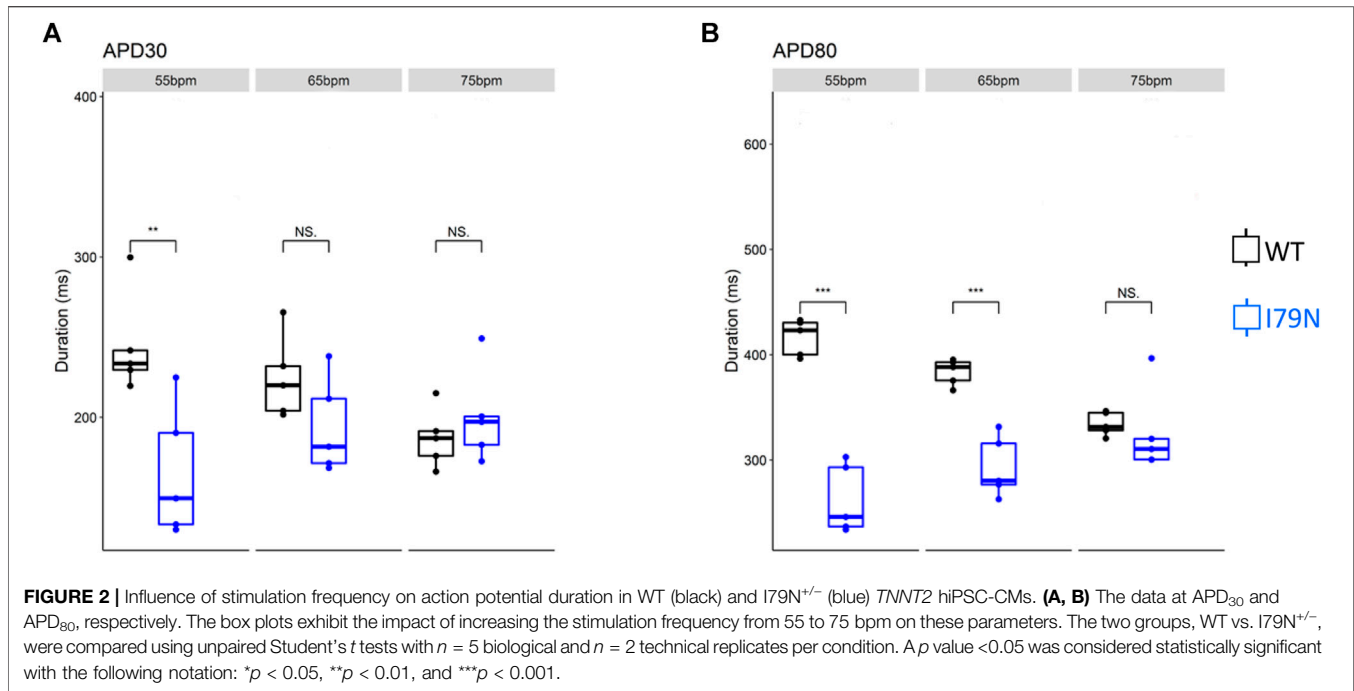 A
APD30
55bpm 65bpm 75bpm
400
300
200
Duration (ms)
** NS. NS.
B
APD80
55bpm 65bpm 75bpm
600
500
400
300
Duration (ms)
*** *** NS.
WT
I79N
FIGURE 2 | Influence of stimulation frequency on action potential duration in WT (black) and I79N+/− (blue) TNNT2 hiPSC-CMs. (A, B) The data at APD30 and
APD80, respectively. The box plots exhibit the impact of increasing the stimulation frequency from 55 to 75 bpm on these parameters. The two groups, WT vs. I79N+/−,
were compared using unpaired Student's t tests with n = 5 biological and n = 2 technical replicates per condition. A p value <0.05 was considered statistically significant
with the following notation: *p < 0.05, **p < 0.01, and ***p < 0.001.